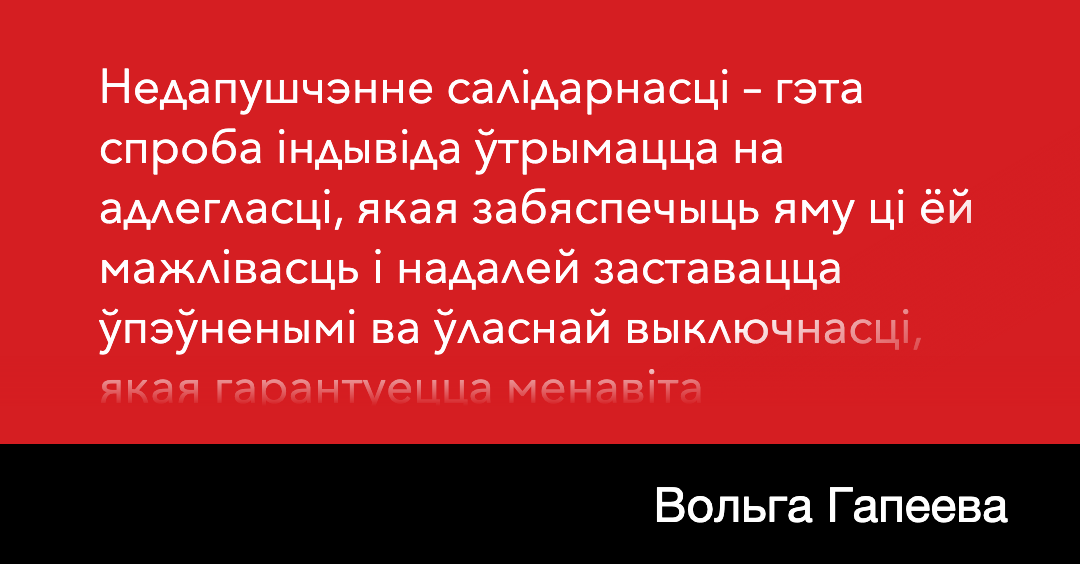 Недапушчэнне салідарнасці – гэта
спроба індывіда ўтрымацца на
адлегласці, якая забяспечыць яму ці ёй
мажлівасць і надалей заставацца
ўпэўненымі ва ўласнай выключнасці,
якая гарантуецца менавіта
Вольга Гапеева